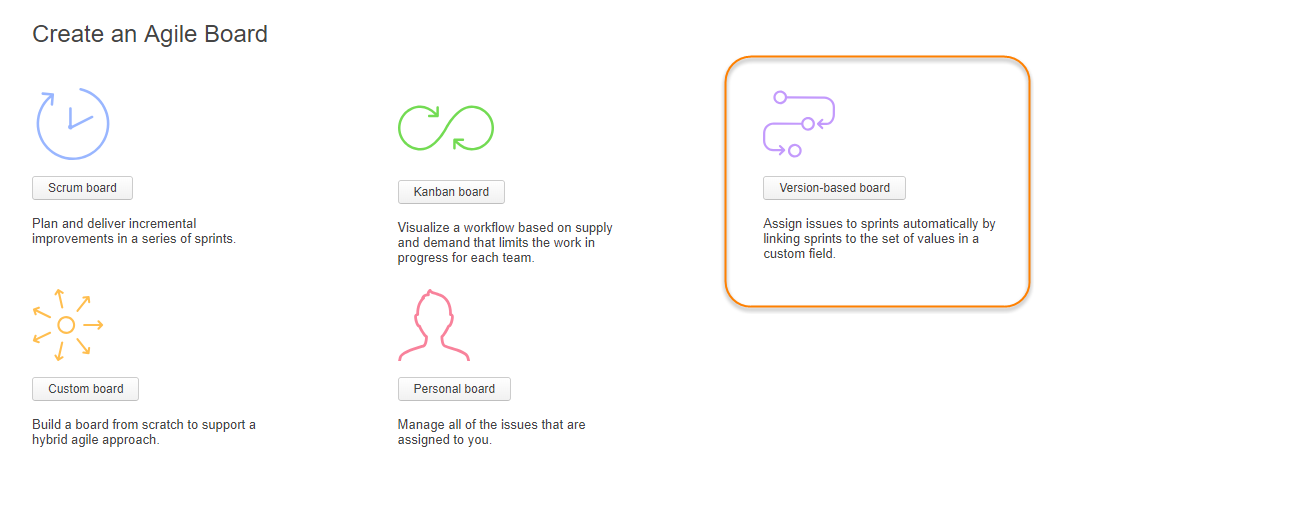 Create an Agile Board
Scrum board
Plan and deliver incremental
improvements in a series of sprints.
Kanban board
Visualize a workflow based on supply
and demand that limits the work in
progress for each team.
Version-based board
Assign issues to sprints automatically by
linking sprints to the set of values in a
custom field.
Custom board
Build a board from scratch to support a
hybrid agile approach.
Personal board
Manage all of the issues that are
assigned to you.